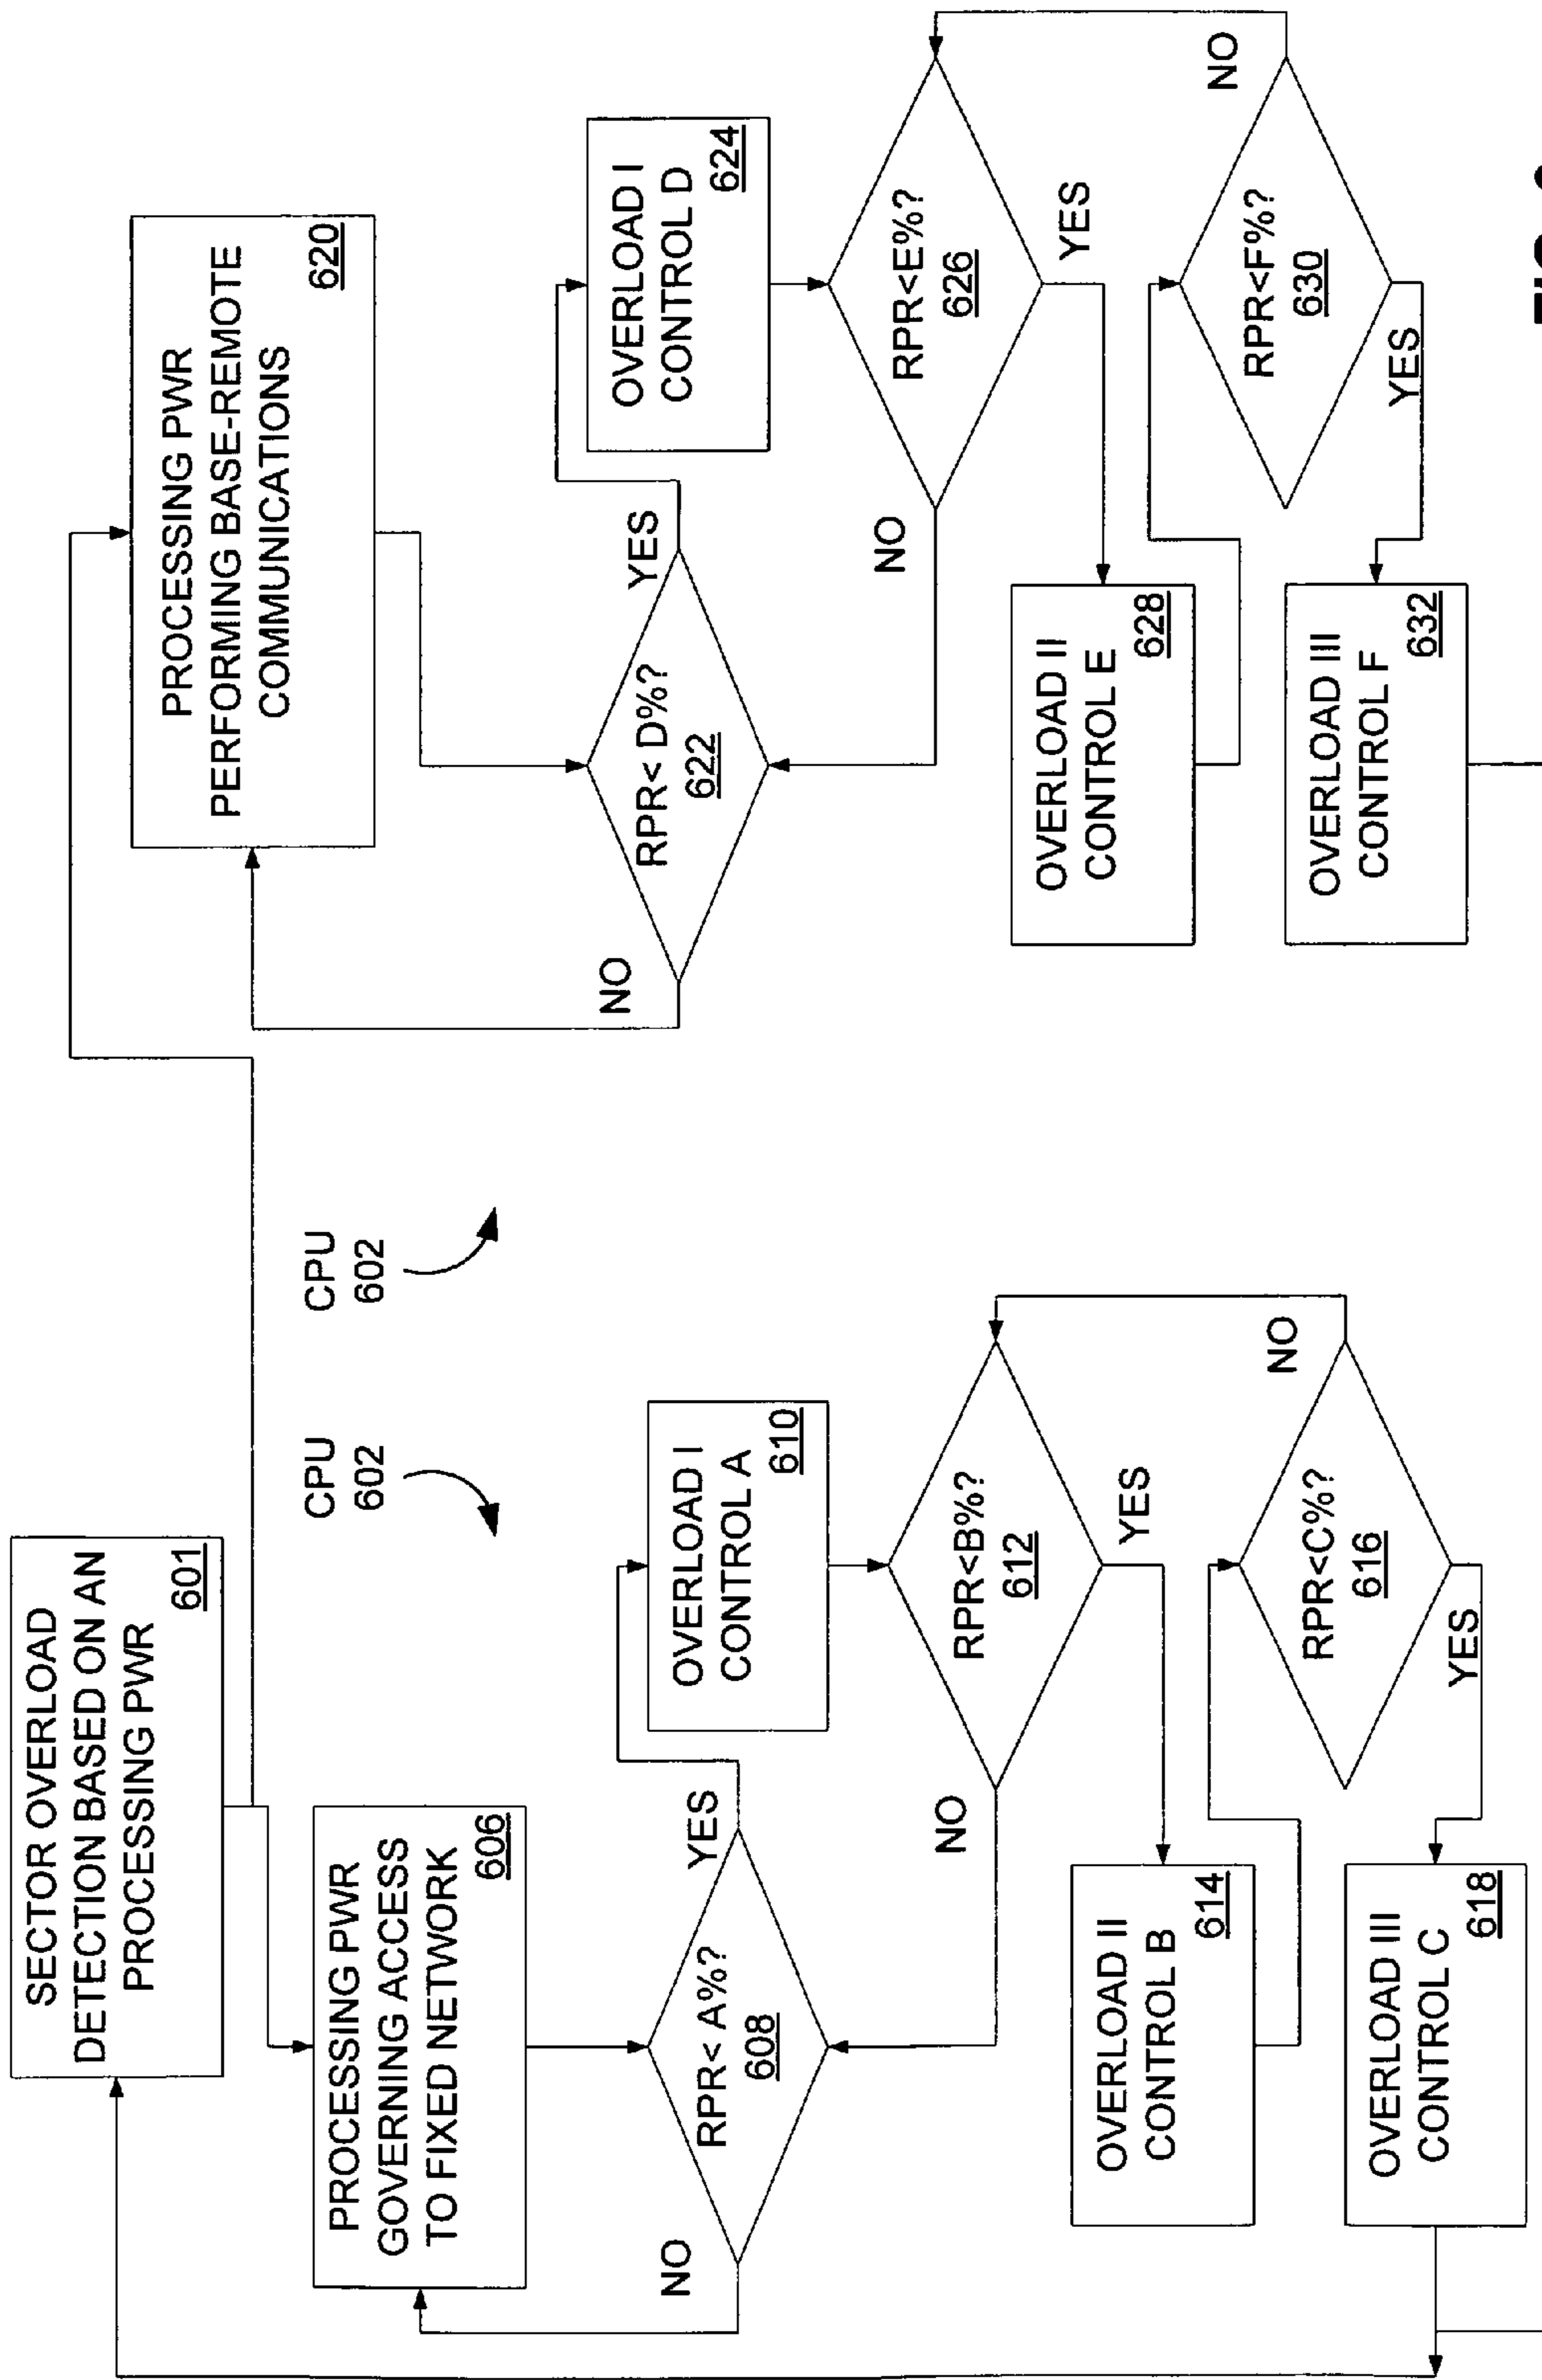 SECTOR OVERLOAD
DETECTION BASED ON AN
PROCESSING PWR
601
CPU
602
CPU
602
PROCESSING PWR
GOVERNING ACCESS
TO FIXED NETWORK
606
RPR< A%?
608
NO
YES
OVERLOAD I
CONTROL A
610
RPR<B%?
612
NO
YES
OVERLOAD II
CONTROL B
614
RPR<C%?
616
NO
YES
OVERLOAD III
CONTROL C
618
PROCESSING PWR
PERFORMING BASE-REMOTE
COMMUNICATIONS
620
RPR< D%?
622
NO
YES
OVERLOAD I
CONTROL D
624
RPR<E%?
626
NO
YES
OVERLOAD II
CONTROL E
628
RPR<F%?
630
NO
YES
OVERLOAD III
CONTROL F
632